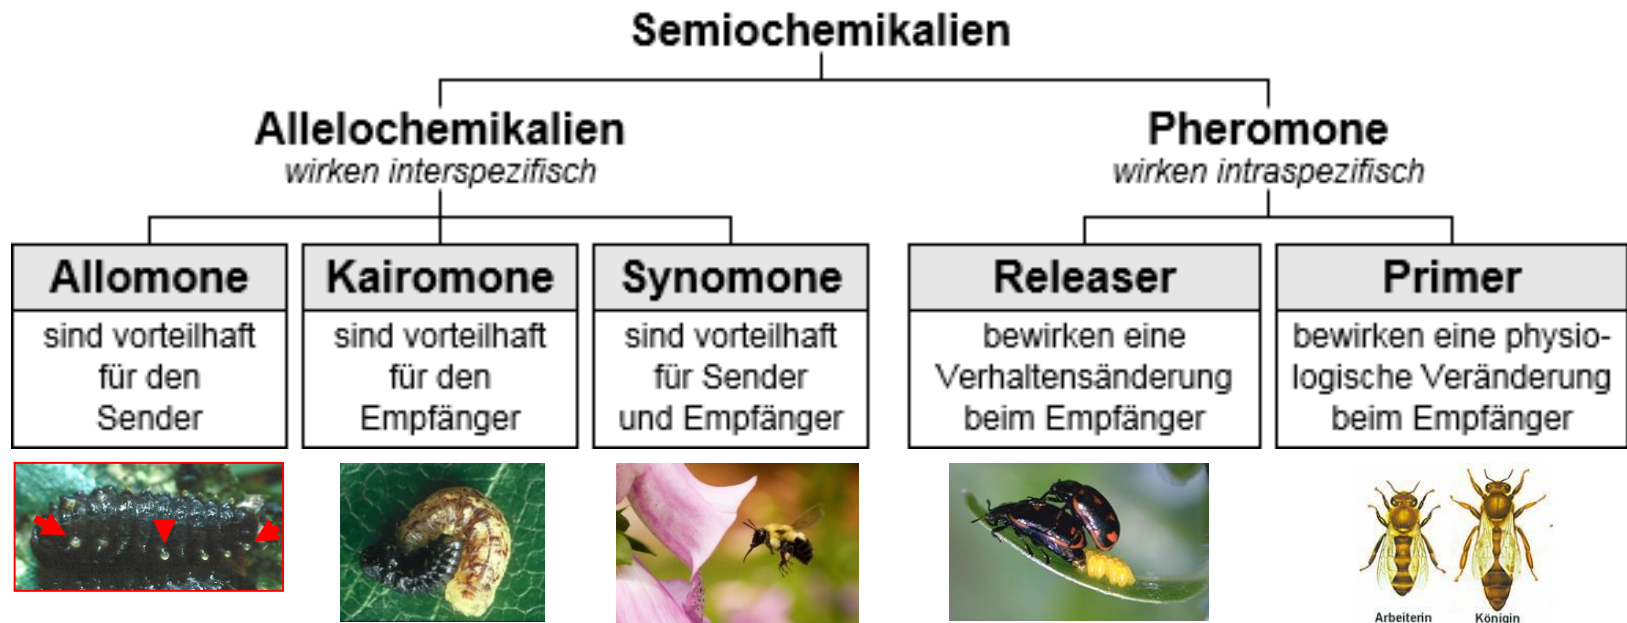 Semiochemikalien
Allelochemikalien
wirken interspezifisch
Pheromone
wirken intraspezifisch
Allomone
sind vorteilhaft
für den
Sender
Kairomone
sind vorteilhaft
für den
Empfänger
Synomone
sind vorteilhaft
für Sender
und Empfänger
Releaser
bewirken eine
Verhaltensänderung
beim Empfänger
Primer
bewirken eine physio-
logische Veränderung
beim Empfänger
Arbeiterin
Königin